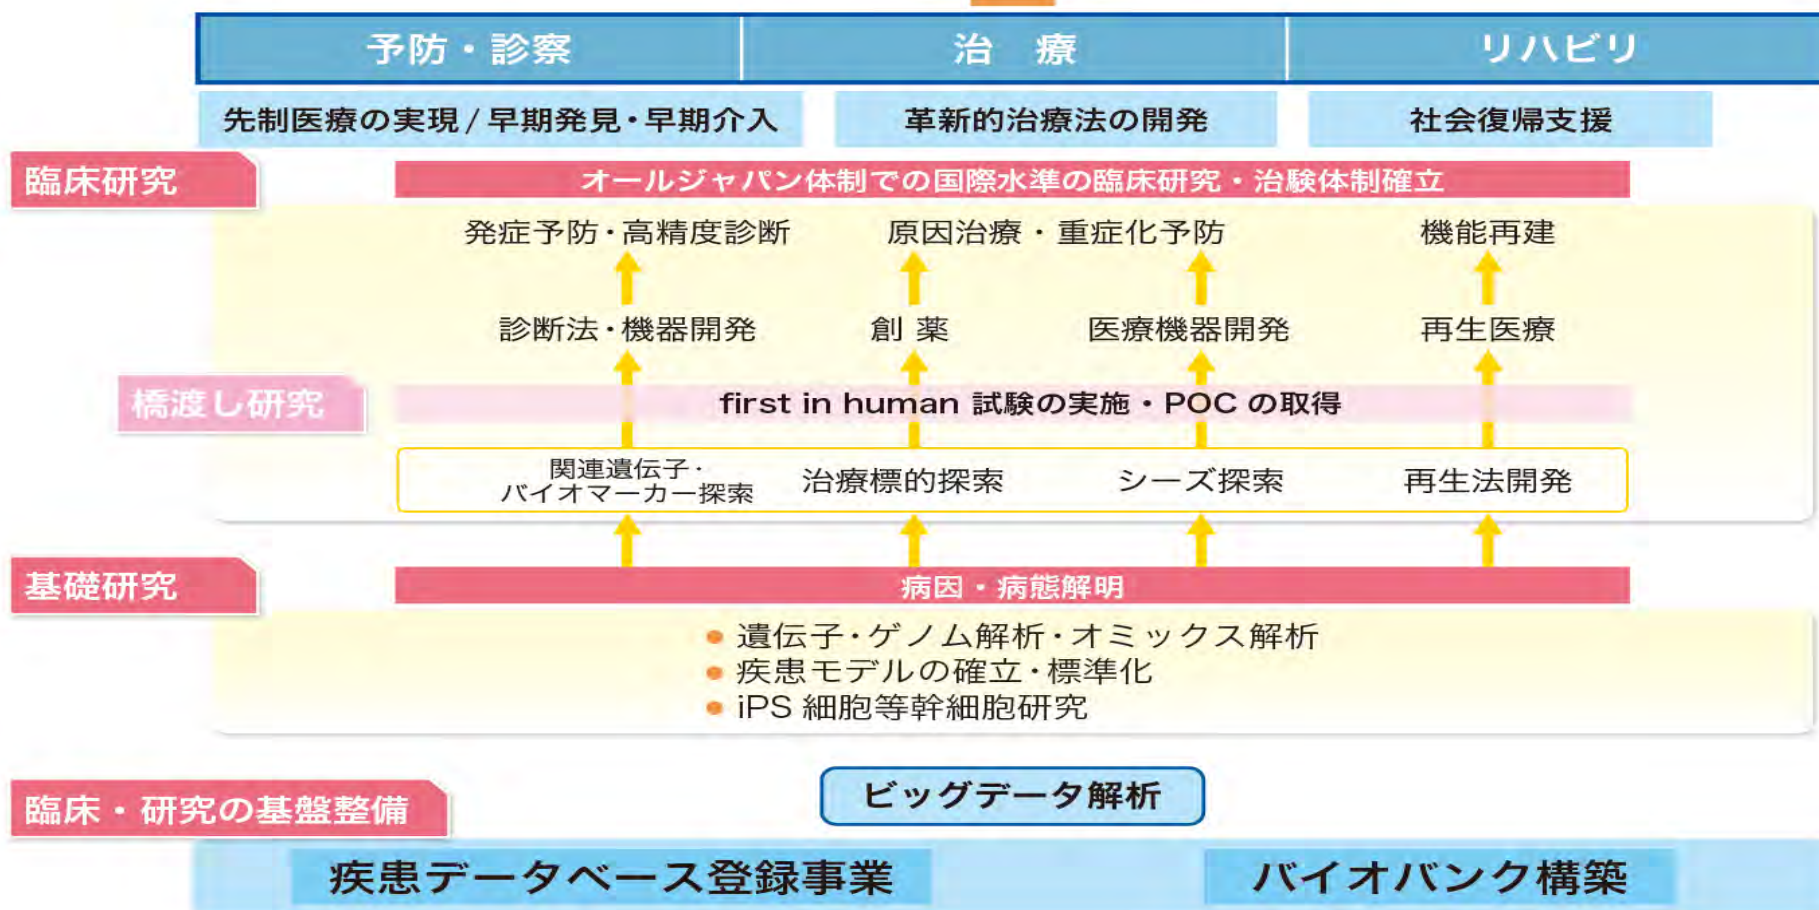 予防・診察
治 療
リハビリ
先制医療の実現/早期発見・早期介入
革新的治療法の開発
社会復帰支援
臨床研究
オールジャパン体制での国際水準の臨床研究・治験体制確立
発症予防・高精度診断
原因治療・重症化予防
機能再建
診断法・機器開発
創 薬
医療機器開発
再生医療
橋渡し研究
first in human 試験の実施・POC の取得
関連遺伝子・
バイオマーカー探索
治療標的探索
シーズ探索
再生法開発
基礎研究
病因・病態解明
● 遺伝子・ゲノム解析・オミックス解析
● 疾患モデルの確立・標準化
● iPS 細胞等幹細胞研究
ビッグデータ解析
臨床・研究の基盤整備
疾患データベース登録事業
バイオバンク構築